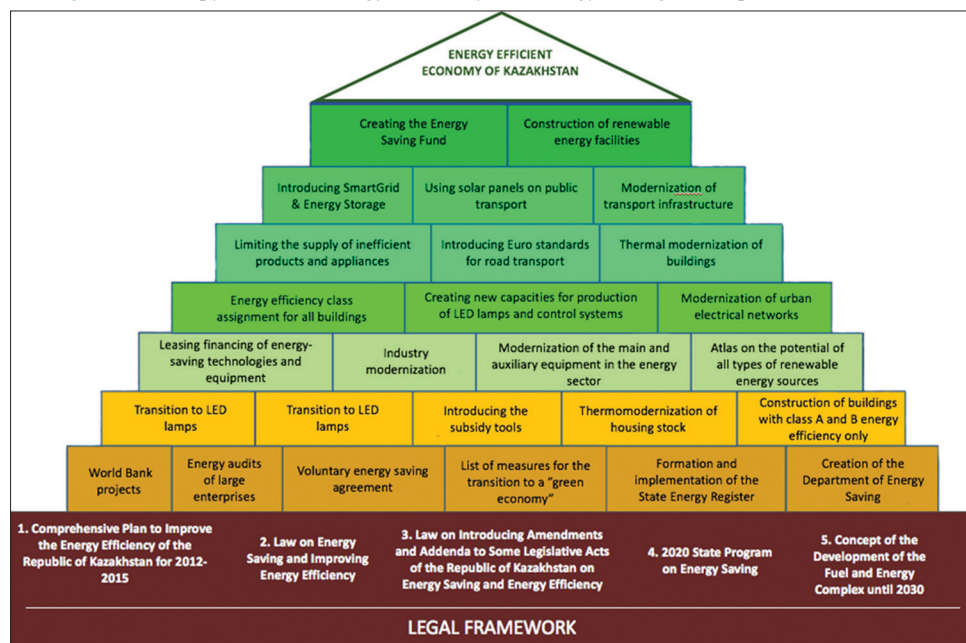 ENERGY EFFICIENT
ECONOMY OF KAZAKHSTAN
Creating the Energy
Saving Fund
Construction of renewable
energy facilities
Introducing SmartGrid
& Energy Storage
Using solar panels on public
transport
Modernization of
transport infrastructure
Limiting the supply of inefficient
products and appliances
Introducing Euro standards
for road transport
Thermal modernization of
buildings
Energy efficiency class
assignment for all buildings
Creating new capacities for production
of LED lamps and control systems
Modernization of urban
electrical networks
Leasing financing of energy-
saving technologies and
equipment
Industry
modernization
Modernization of the main and
auxiliary equipment in the energy
sector
Atlas on the potential of
all types of renewable
energy sources
Transition to LED
lamps
Transition to LED
lamps
Introducing the
subsidy tools
Thermomodernization of
housing stock
Construction of buildings
with class A and B energy
efficiency only
World Bank
projects
Energy audits
of large
enterprises
Voluntary energy saving
agreement
List of measures for the
transition to a "green
economy"
Formation and
implementation of the
State Energy Register
Creation of the
Department of Energy
Saving
1. Comprehensive Plan to Improve
the Energy Efficiency of the
Republic of Kazakhstan for 2012-
2015
2. Law on Energy
Saving and Improving
Energy Efficiency
3. Law on Introducing Amendments
and Addenda to Some Legislative Acts
of the Republic of Kazakhstan on
Energy Saving and Energy Efficiency
4. 2020 State Program
on Energy Saving
5. Concept of the
Development of the
Fuel and Energy
Complex until 2030
LEGAL FRAMEWORK